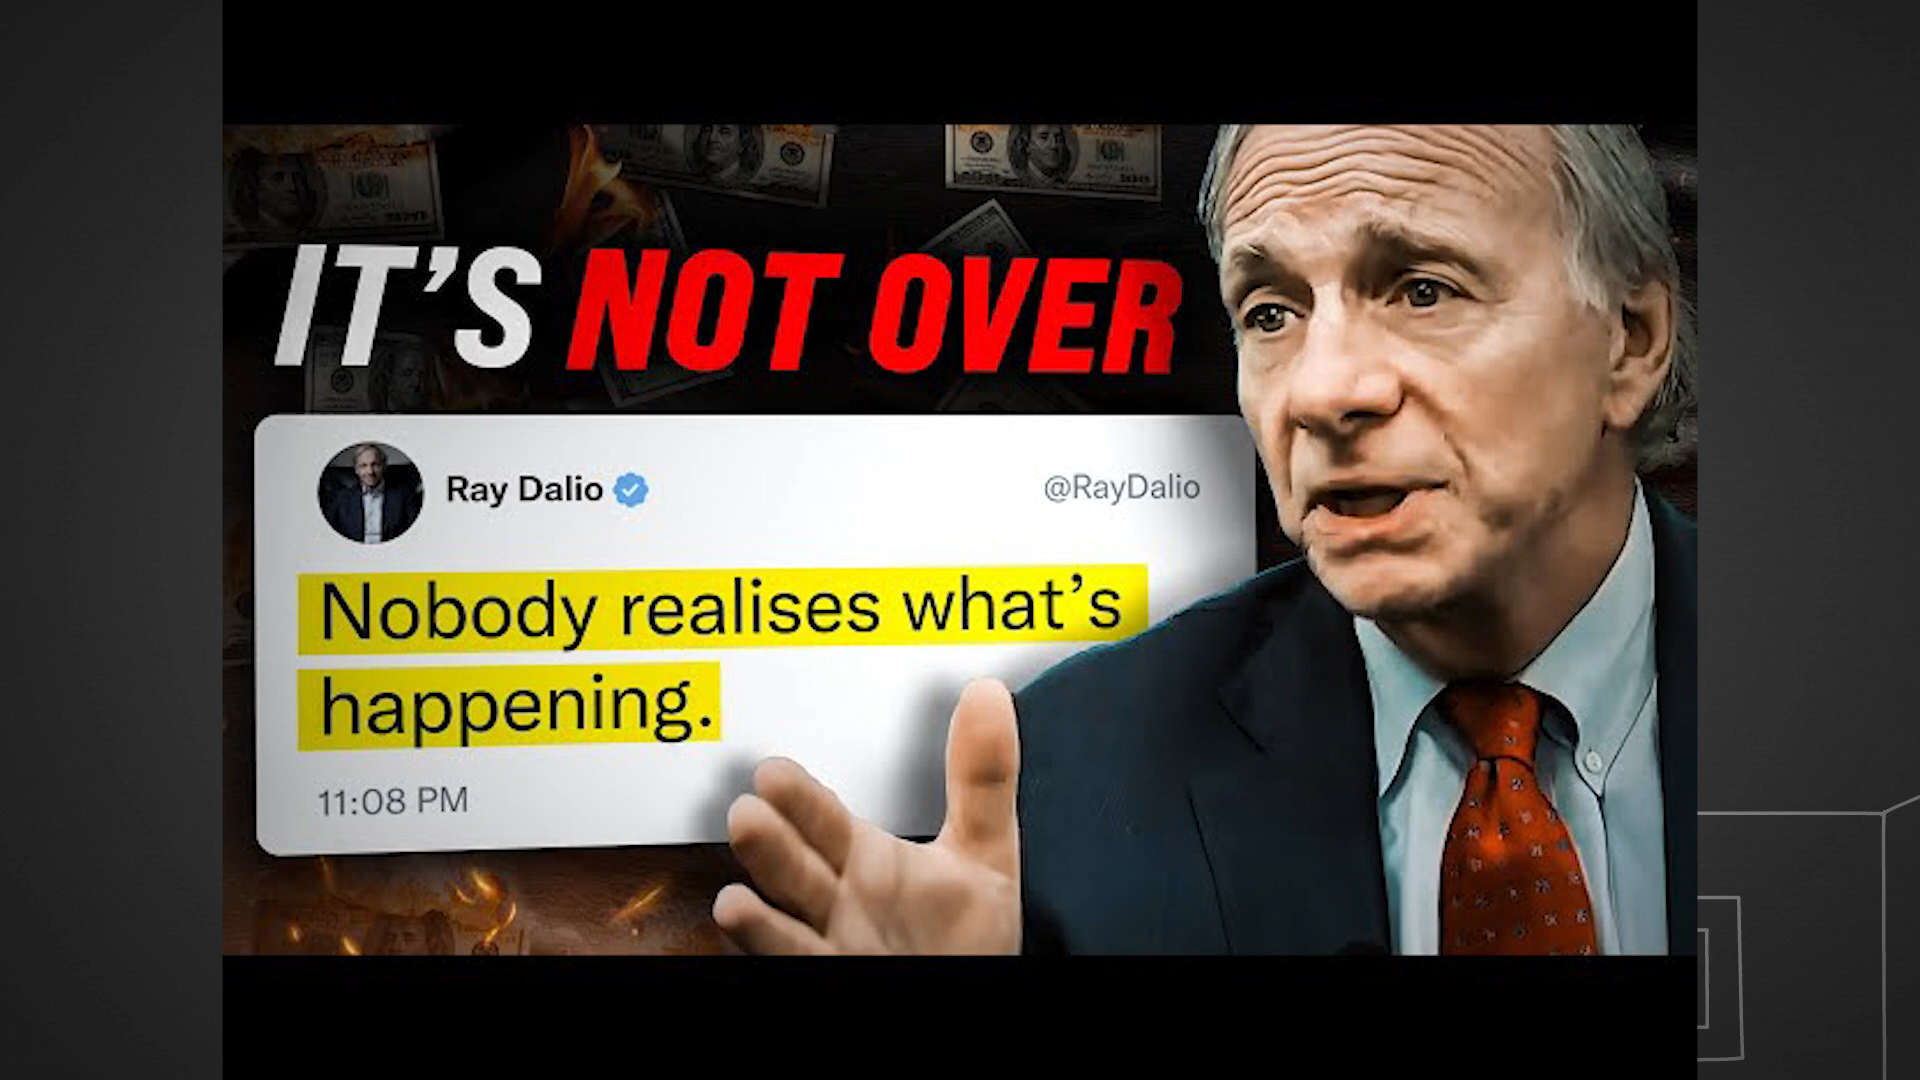 IT'S NOT OVER
Ray Dalio
@RayDalio
Nobody realises what's
happening.
11:08 PM